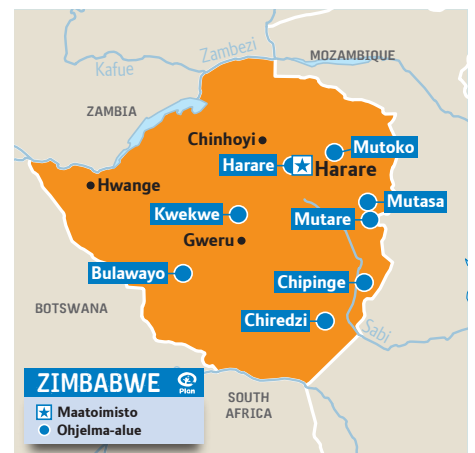 Zambezi
MOZAMBIQUE
Kafue
ZAMBIA
Chinhoyi
Mutoko
Harare
Harare
Hwange
Mutasa
Kwekwe
Mutare
Gweru
Bulawayo
Chipinge
BOTSWANA
Chiredzi
Sabi
ZIMBABWE
Plan
SOUTH
AFRICA
Maatoimisto
Ohjelma-alue